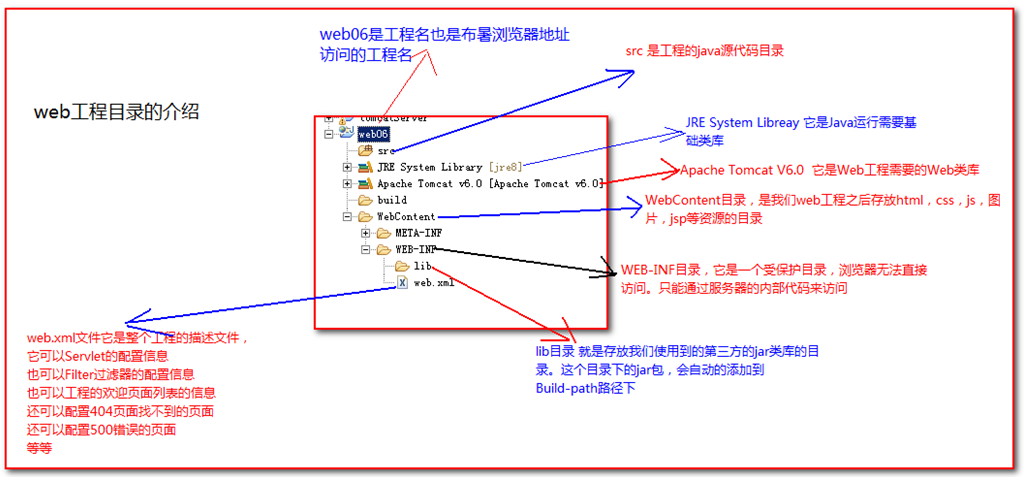 web06是工程名也是布署浏览器地址
访问的工程名
src 是工程的java源代码目录
web工程目录的介绍
tomcatServer
web06
src
JRE System Library [jre8]
Apache Tomcat v6.0 [Apache Tomcat v6.0]
build
WebContent
META-INF
WEB-INF
lib
web.xml
JRE System Libreay 它是Java运行需要基
础类库
Apache Tomcat V6.0 它是Web工程需要的Web类库
WebContent目录，是我们web工程之后存放html，css，js，图
片，jsp等资源的目录
WEB-INF目录，它是一个受保护目录，浏览器无法直接
访问。只能通过服务器的内部代码来访问
web.xml文件它是整个工程的描述文件，
它可以Servlet的配置信息
也可以Filter过滤器的配置信息
也可以工程的欢迎页面列表的信息
还可以配置404页面找不到的页面
还可以配置500错误的页面
等等
lib目录 就是存放我们使用到的第三方的jar类库的目
录。这个目录下的jar包，会自动的添加到
Build-path路径下